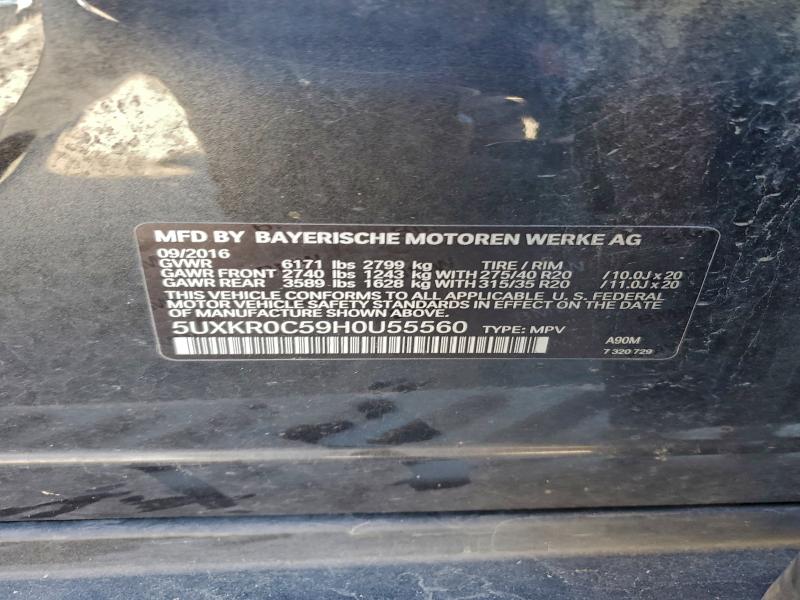 MFD BY BAYERISCHE MOTOREN WERKE AG
09/2016
GVWR 6171 lbs 2799 kg TIRE / RIM
GAWR FRONT 2740 lbs 1243 kg WITH 275/40 R20 / 10.0J x 20
GAWR REAR 3589 lbs 1628 kg WITH 315/35 R20 / 11.0J x 20
THIS VEHICLE CONFORMS TO ALL APPLICABLE U. S. FEDERAL
MOTOR VEHICLE SAFETY STANDARDS IN EFFECT ON THE DATE
OF MANUFACTURE SHOWN ABOVE.
5UXKR0C59H0U55560 TYPE: MPV
A90M
7 320 729